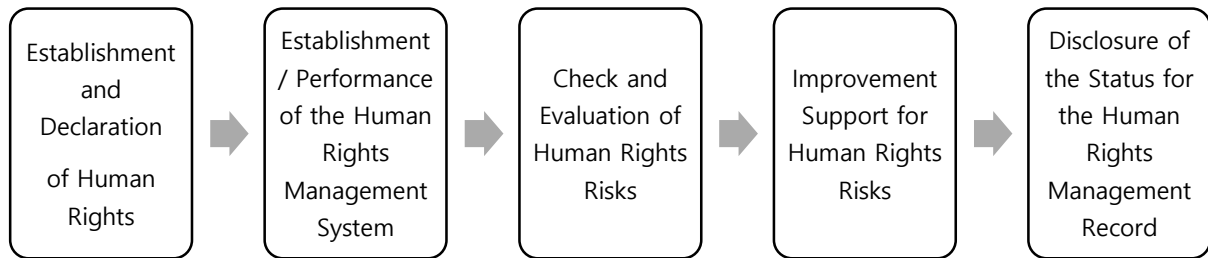 Establishment
and
Declaration
of Human
Rights
Establishment
/ Performance
of the Human
Rights
Management
System
Check and
Evaluation of
Human Rights
Risks
Improvement
Support for
Human Rights
Risks
Disclosure of
the Status for
the Human
Rights
Management
Record